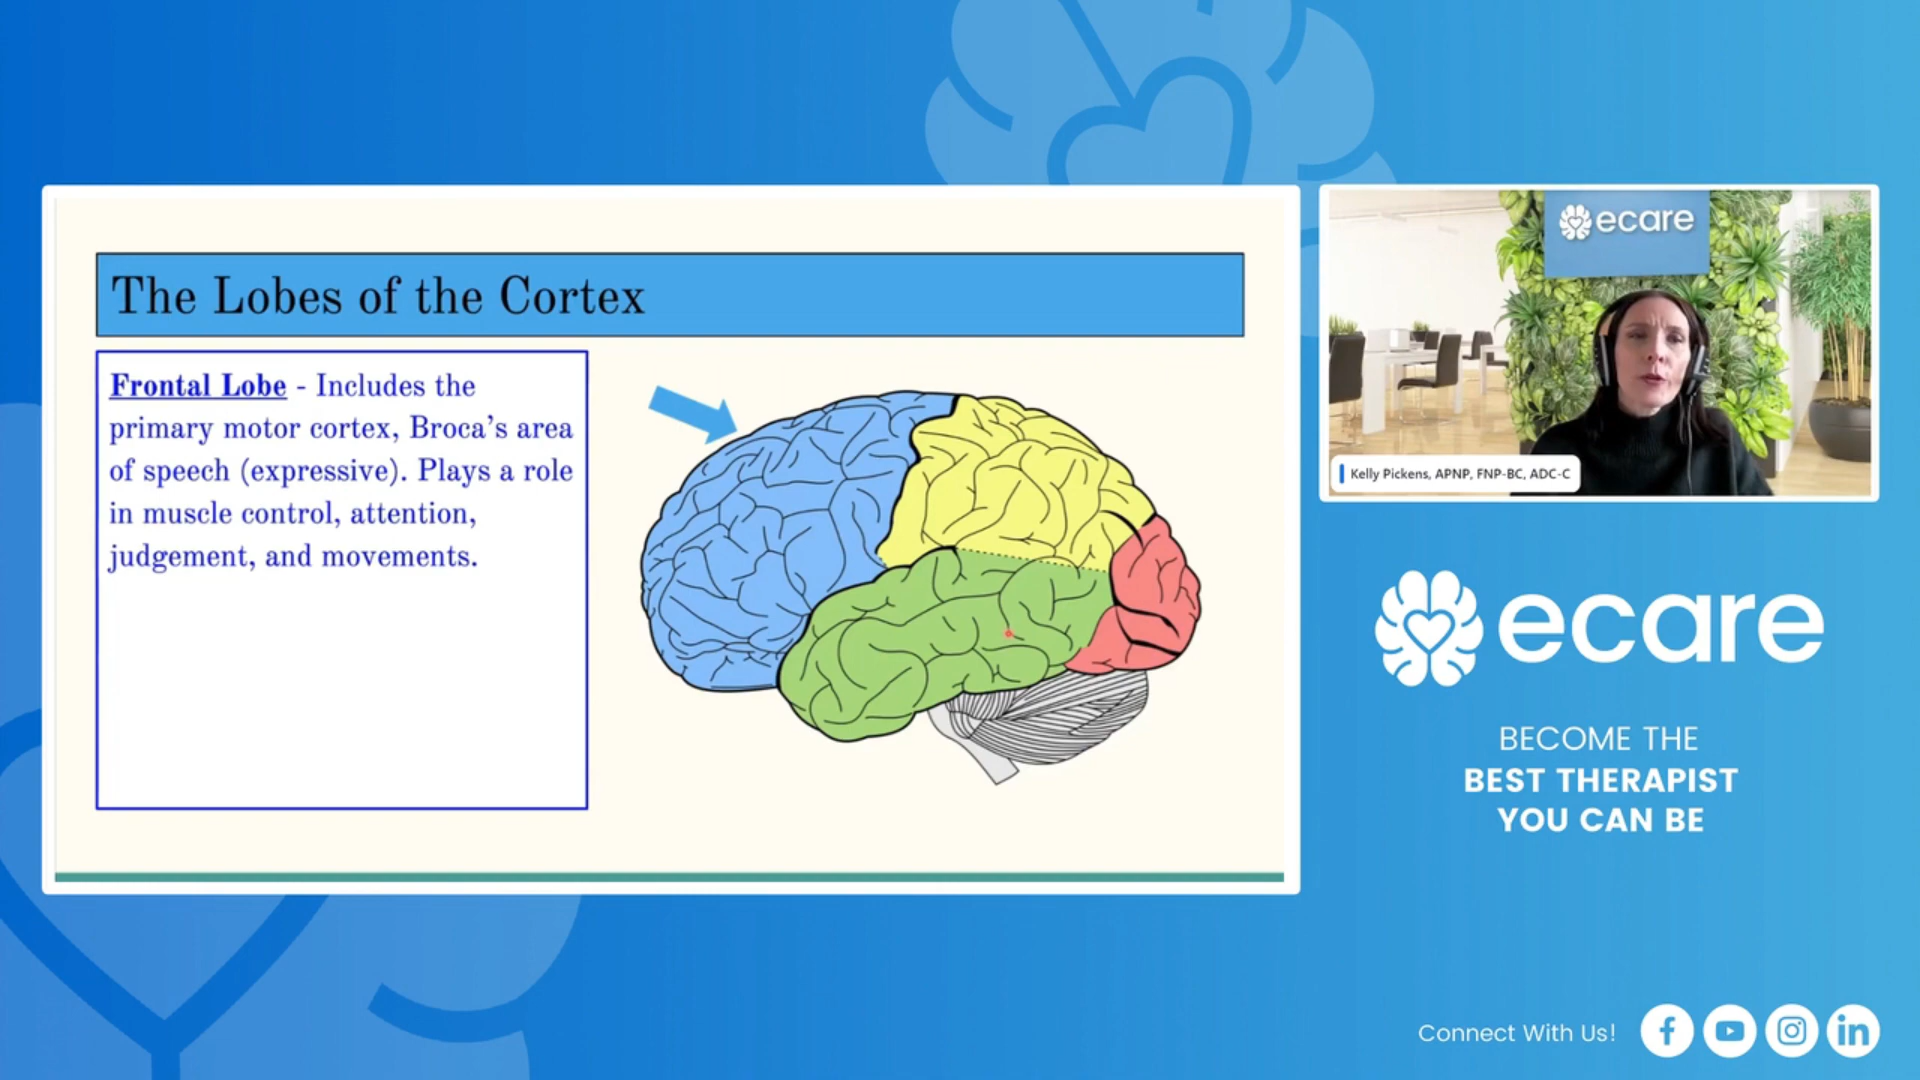 The Lobes of the Cortex
Frontal Lobe - Includes the
primary motor cortex, Broca's area
of speech (expressive). Plays a role
in muscle control, attention,
judgement, and movements.
ecare
Kelly Pickens, APNP, FNP-BC, ADC-C
ecare
BECOME THE
BEST THERAPIST
YOU CAN BE
Connect With Us!